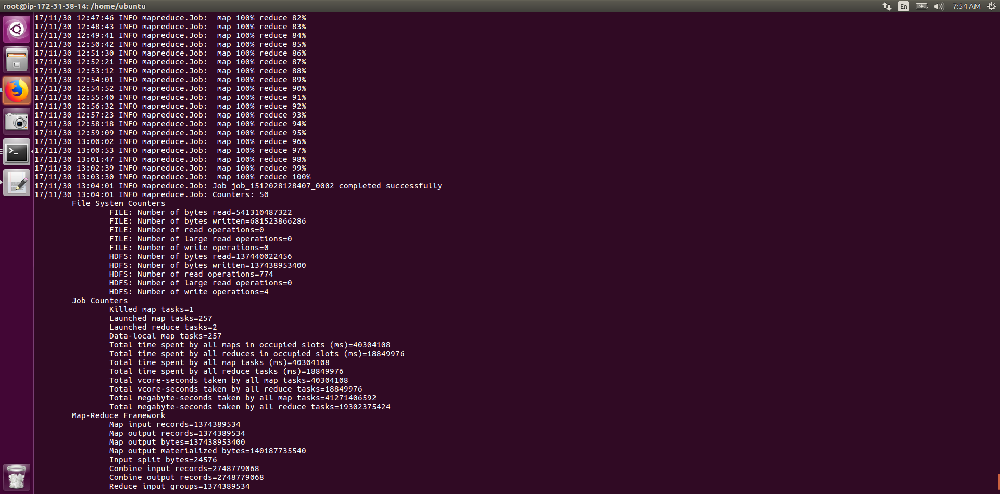 root@ip-172-31-38-14: /home/ubuntu
En
7:54 AM
17/11/30 12:47:46 INFO mapreduce.Job:  map 100% reduce 82%
17/11/30 12:48:43 INFO mapreduce.Job:  map 100% reduce 83%
17/11/30 12:49:41 INFO mapreduce.Job:  map 100% reduce 84%
17/11/30 12:50:42 INFO mapreduce.Job:  map 100% reduce 85%
17/11/30 12:51:30 INFO mapreduce.Job:  map 100% reduce 86%
17/11/30 12:52:21 INFO mapreduce.Job:  map 100% reduce 87%
17/11/30 12:53:12 INFO mapreduce.Job:  map 100% reduce 88%
17/11/30 12:54:01 INFO mapreduce.Job:  map 100% reduce 89%
17/11/30 12:54:52 INFO mapreduce.Job:  map 100% reduce 90%
17/11/30 12:55:40 INFO mapreduce.Job:  map 100% reduce 91%
17/11/30 12:56:32 INFO mapreduce.Job:  map 100% reduce 92%
17/11/30 12:57:23 INFO mapreduce.Job:  map 100% reduce 93%
17/11/30 12:58:18 INFO mapreduce.Job:  map 100% reduce 94%
17/11/30 12:59:09 INFO mapreduce.Job:  map 100% reduce 95%
17/11/30 13:00:02 INFO mapreduce.Job:  map 100% reduce 96%
17/11/30 13:00:53 INFO mapreduce.Job:  map 100% reduce 97%
17/11/30 13:01:47 INFO mapreduce.Job:  map 100% reduce 98%
17/11/30 13:02:39 INFO mapreduce.Job:  map 100% reduce 99%
17/11/30 13:03:30 INFO mapreduce.Job:  map 100% reduce 100%
17/11/30 13:04:01 INFO mapreduce.Job: Job job_1512028128407_0002 completed successfully
17/11/30 13:04:01 INFO mapreduce.Job: Counters: 50
File System Counters
FILE: Number of bytes read=541310487322
FILE: Number of bytes written=681523866286
FILE: Number of read operations=0
FILE: Number of large read operations=0
FILE: Number of write operations=0
HDFS: Number of bytes read=137440022456
HDFS: Number of bytes written=137438953400
HDFS: Number of read operations=774
HDFS: Number of large read operations=0
HDFS: Number of write operations=4
Job Counters
Killed map tasks=1
Launched map tasks=257
Launched reduce tasks=2
Data-local map tasks=257
Total time spent by all maps in occupied slots (ms)=40304108
Total time spent by all reduces in occupied slots (ms)=18849976
Total time spent by all map tasks (ms)=40304108
Total time spent by all reduce tasks (ms)=18849976
Total vcore-seconds taken by all map tasks=40304108
Total vcore-seconds taken by all reduce tasks=18849976
Total megabyte-seconds taken by all map tasks=41271406592
Total megabyte-seconds taken by all reduce tasks=19302375424
Map-Reduce Framework
Map input records=1374389534
Map output records=1374389534
Map output bytes=137438953400
Map output materialized bytes=140187735540
Input split bytes=24576
Combine input records=2748779068
Combine output records=2748779068
Reduce input groups=1374389534